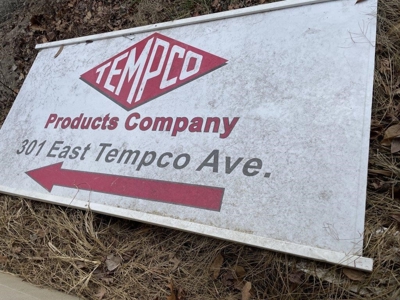 TEMPCO
Products Company
301 East Tempco Ave.